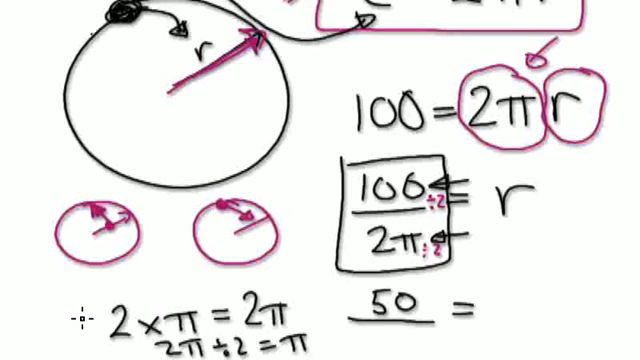 r
100 = 2π r
100 ÷2 = r
2π ÷2
2 × π = 2π
2π ÷ 2 = π
50 =